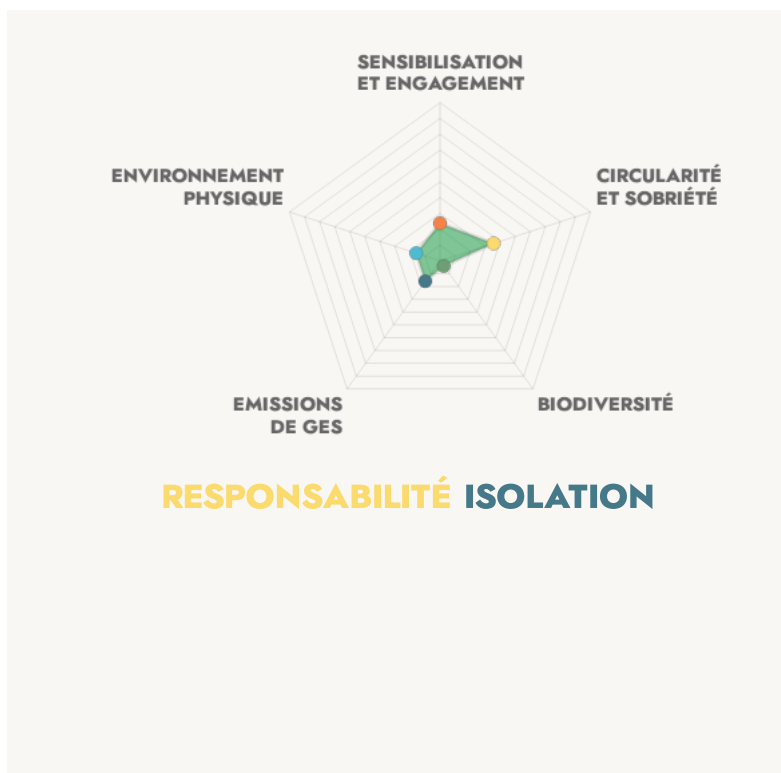 SENSIBILISATION
ET ENGAGEMENT
ENVIRONNEMENT
PHYSIQUE
CIRCULARITÉ
ET SOBRIÉTÉ
EMISSIONS
DE GES
BIODIVERSITÉ
RESPONSABILITÉ ISOLATION